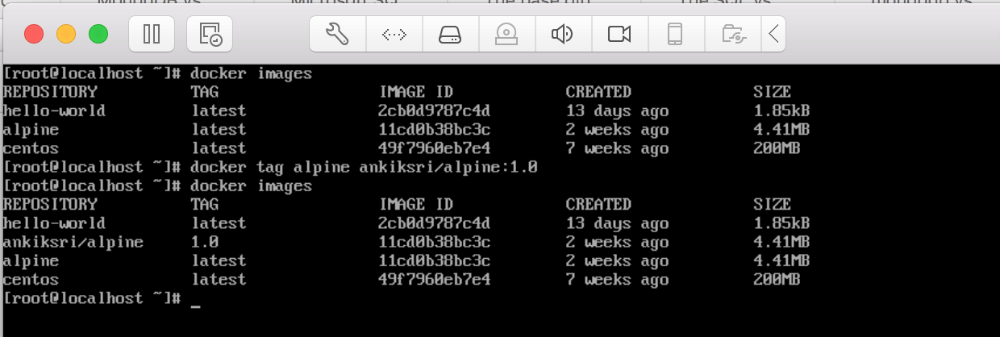 [root@localhost ~]# docker images
REPOSITORY TAG IMAGE ID CREATED SIZE
hello-world latest 2cb0d9787c4d 13 days ago 1.85kB
alpine latest 11cd0b38bc3c 2 weeks ago 4.41MB
centos latest 49f7960eb7e4 7 weeks ago 200MB
[root@localhost ~]# docker tag alpine ankiksri/alpine:1.0
[root@localhost ~]# docker images
REPOSITORY TAG IMAGE ID CREATED SIZE
hello-world latest 2cb0d9787c4d 13 days ago 1.85kB
ankiksri/alpine 1.0 11cd0b38bc3c 2 weeks ago 4.41MB
alpine latest 11cd0b38bc3c 2 weeks ago 4.41MB
centos latest 49f7960eb7e4 7 weeks ago 200MB
[root@localhost ~]# _